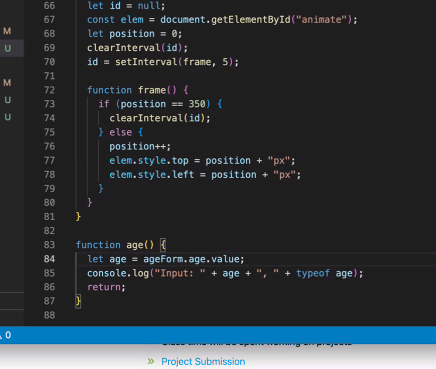 66 let id = null;
67 const elem = document.getElementById("animate");
M 68 let position = 0;
U 69 clearInterval(id);
70 id = setInterval(frame, 5);
71
M 72 function frame() {
U 73 if (position == 350) {
74 clearInterval(id);
U 75 } else {
76 position++;
77 elem.style.top = position + "px";
78 elem.style.left = position + "px";
79 }
80 }
81 }
82
83 function age() {
84 let age = ageForm.age.value;
85 console.log("Input: " + age + ", " + typeof age);
86 return;
87 }
88
0
» Project Submission